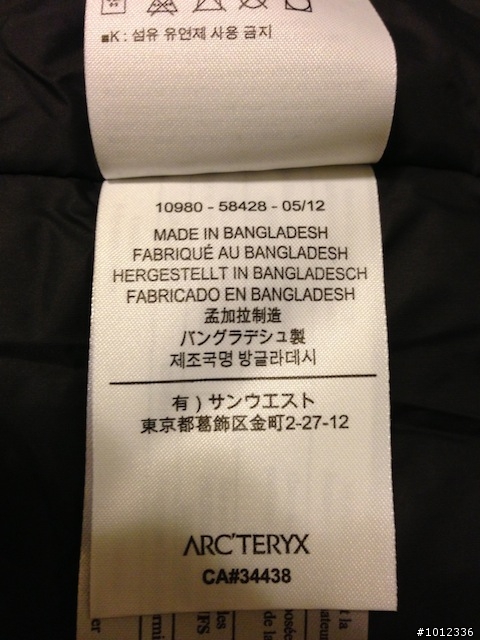 ■K : 섬유 유연제 사용 금지
10980 - 58428 - 05/12
MADE IN BANGLADESH
FABRIQUÉ AU BANGLADESH
HERGESTELLT IN BANGLADESCH
FABRICADO EN BANGLADESH
孟加拉制造
バングラデシュ製
제조국명 방글라데시
有 ) サンウエスト
東京都葛飾区金町2-27-12
ARC'TERYX
CA#34438
#1012336